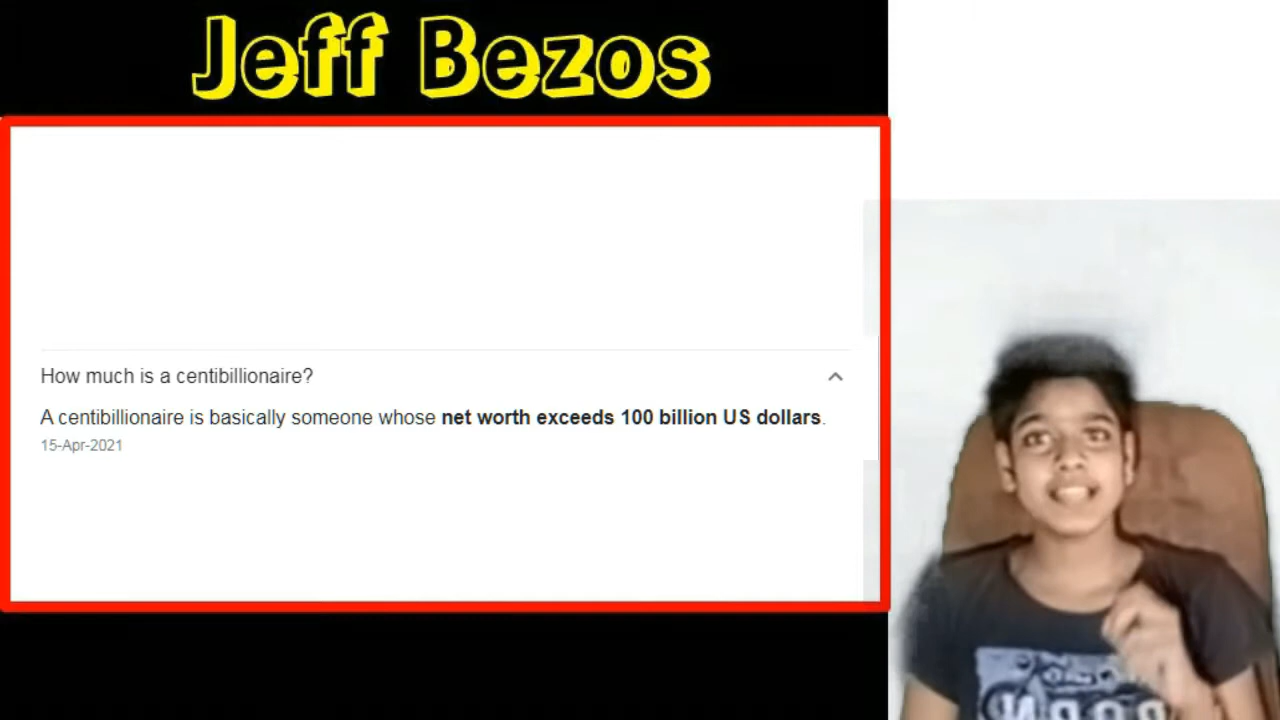 Jeff Bezos
How much is a centibillionaire?
A centibillionaire is basically someone whose net worth exceeds 100 billion US dollars.
15-Apr-2021